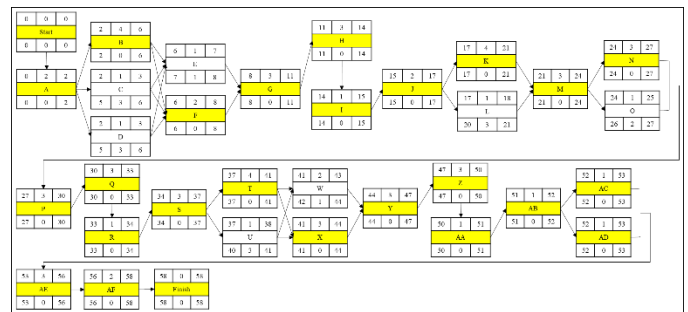 0 0 0
Start
0 0 0
0 2 2
A
0 0 2
2 4 6
B
2 0 6
2 1 3
C
5 3 6
2 1 3
D
5 3 6
6 1 7
E
7 1 8
6 2 8
F
6 0 8
8 3 11
G
8 0 11
11 3 14
H
11 0 14
14 1 15
I
14 0 15
15 2 17
J
15 0 17
17 4 21
K
17 0 21
17 1 18
L
20 3 21
21 3 24
M
21 0 24
24 3 27
N
24 0 27
24 1 25
O
26 2 27
27 3 30
P
27 0 30
30 3 33
Q
30 0 33
33 1 34
R
33 0 34
34 3 37
S
34 0 37
37 4 41
T
37 0 41
37 1 38
U
40 3 41
41 2 43
W
42 1 44
41 3 44
X
41 0 44
44 3 47
Y
44 0 47
47 3 50
Z
47 0 50
50 1 51
AA
50 0 51
51 1 52
AB
51 0 52
52 1 53
AC
52 0 53
52 1 53
AD
52 0 53
53 3 56
AE
53 0 56
56 2 58
AF
56 0 58
58 0 58
Finish
58 0 58